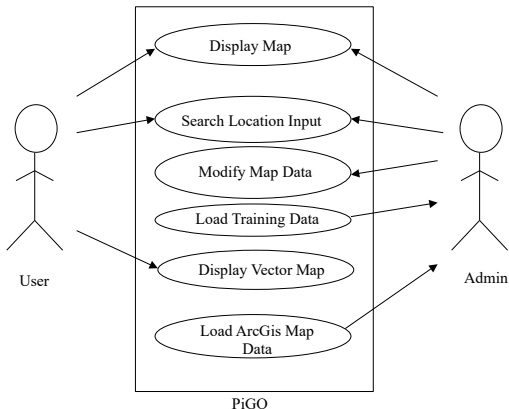 Display Map
Search Location Input
Modify Map Data
Load Training Data
Display Vector Map
User
Admin
Load ArcGis Map
Data
PiGO